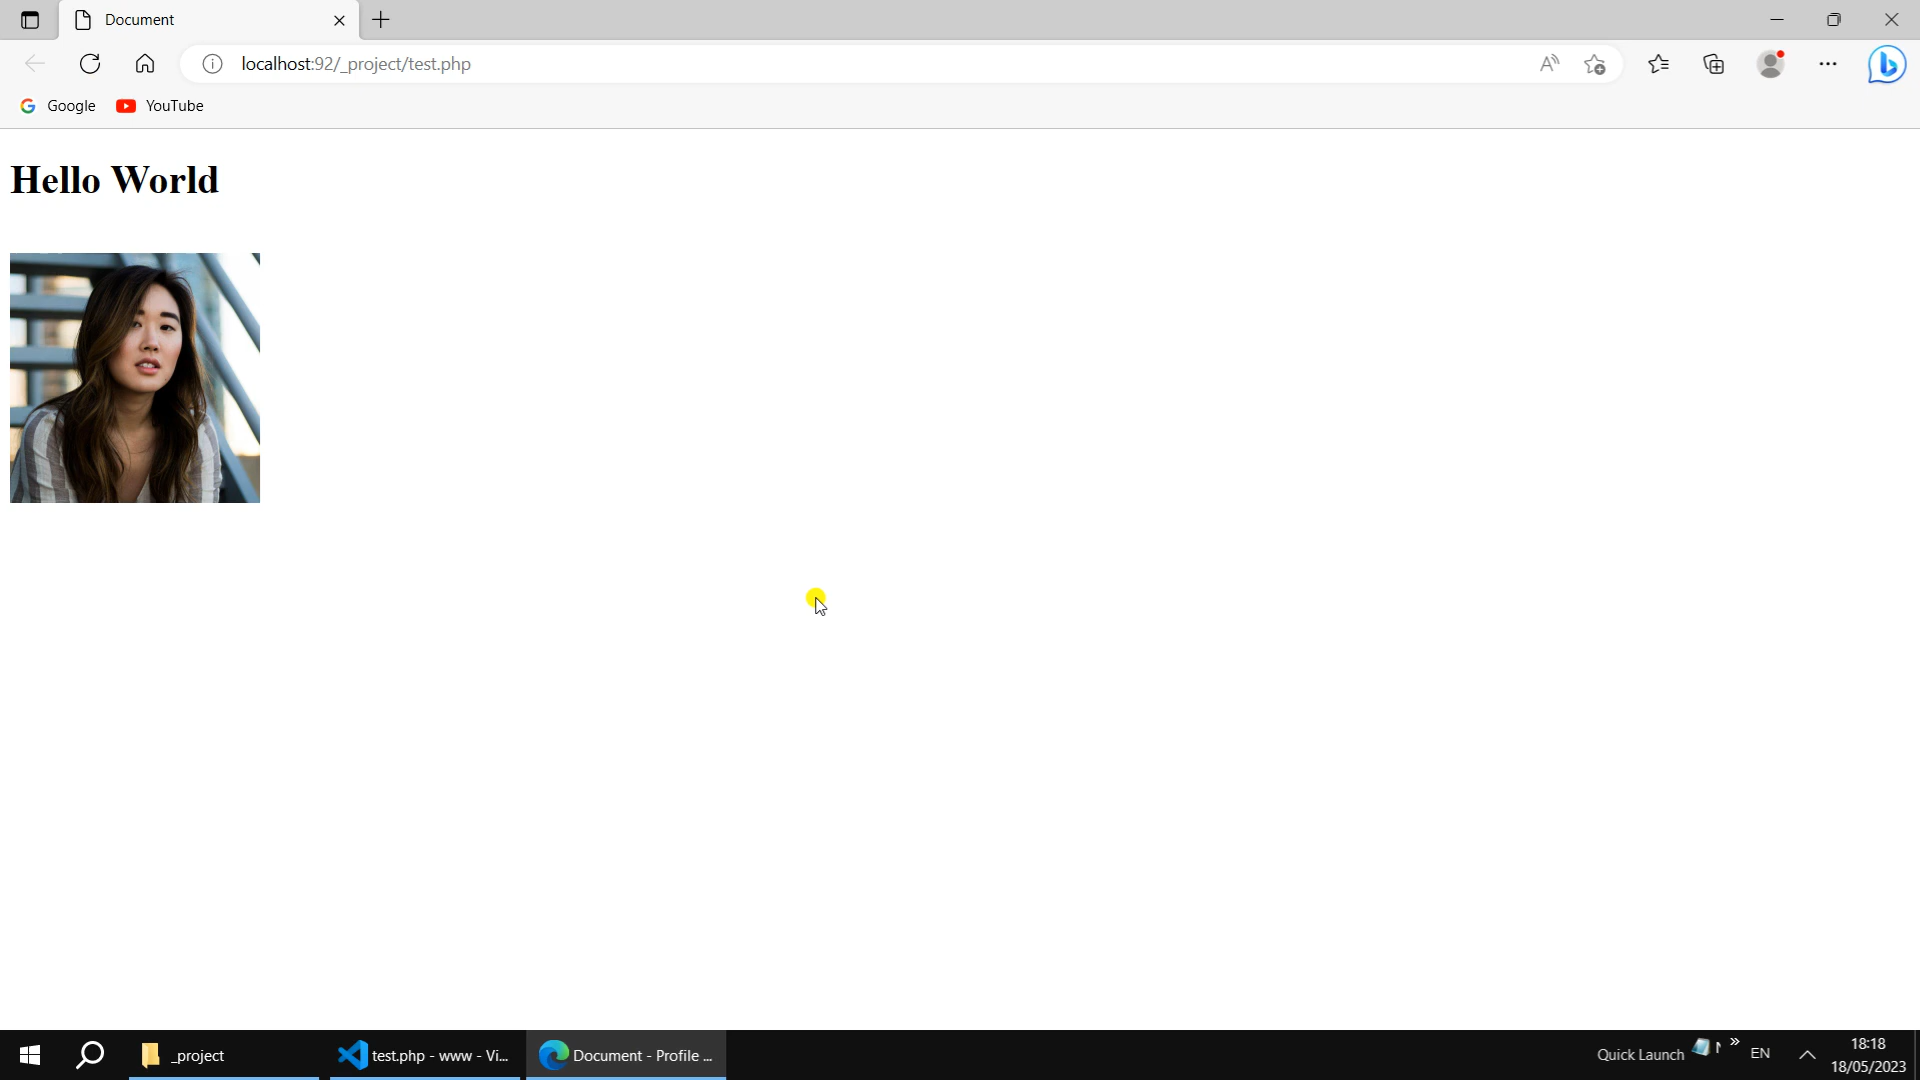 Document
localhost:92/_project/test.php
Google YouTube
Hello World
_project
test.php - www - Vi...
Document - Profile ...
Quick Launch
EN
18:18
18/05/2023